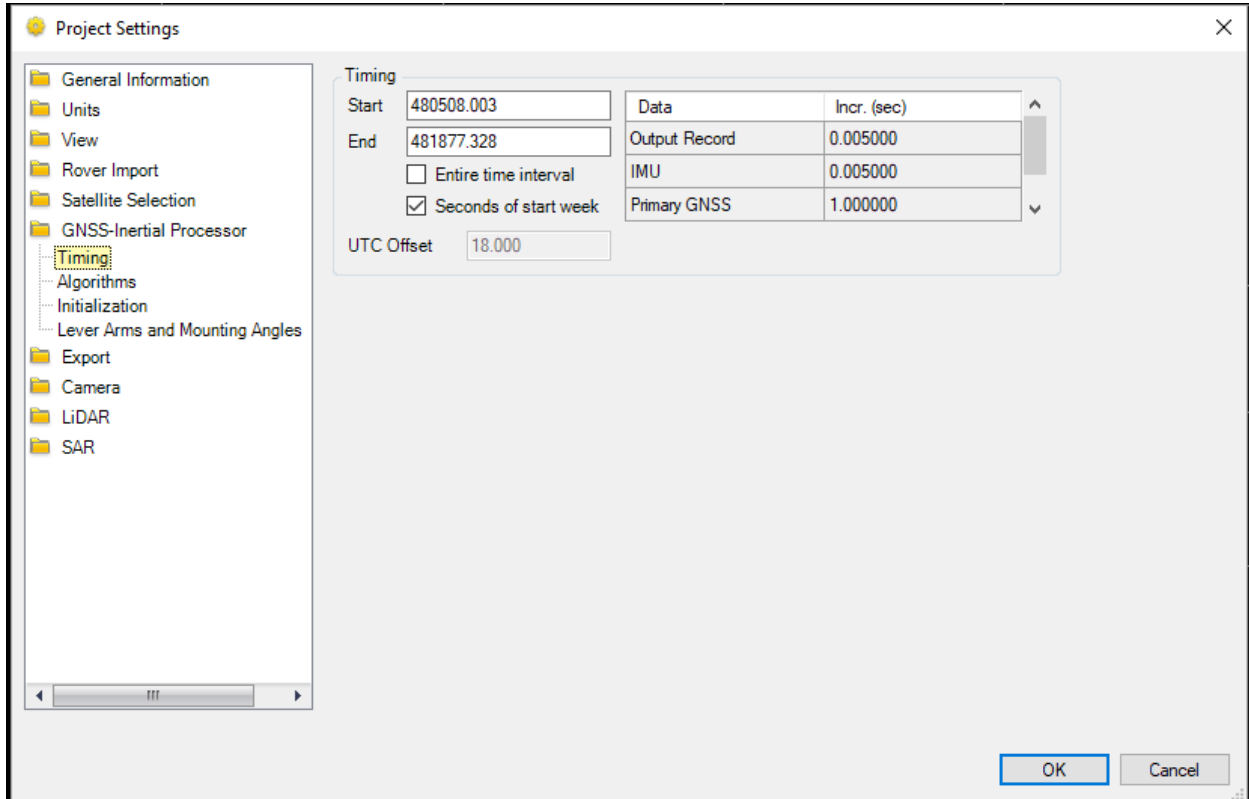 Project Settings
General Information
Units
View
Rover Import
Satellite Selection
GNSS-Inertial Processor
Timing
Algorithms
Initialization
Lever Arms and Mounting Angles
Export
Camera
LiDAR
SAR
Timing
Start 480508.003
End 481877.328
Entire time interval
Seconds of start week
UTC Offset 18.000
Data Incr. (sec)
Output Record 0.005000
IMU 0.005000
Primary GNSS 1.000000
OK Cancel